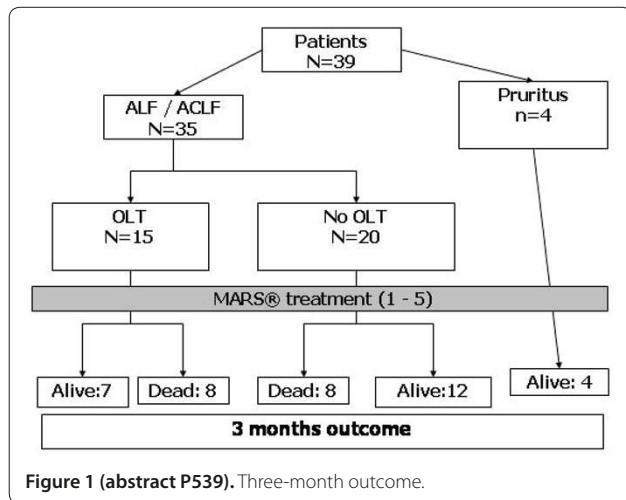 Patients
N=39
ALF / ACLF
N=35
Pruritus
n=4
OLT
N=15
No OLT
N=20
MARS® treatment (1 - 5)
Alive:7
Dead: 8
Dead: 8
Alive:12
Alive: 4
3 months outcome
Figure 1 (abstract P539). Three-month outcome.